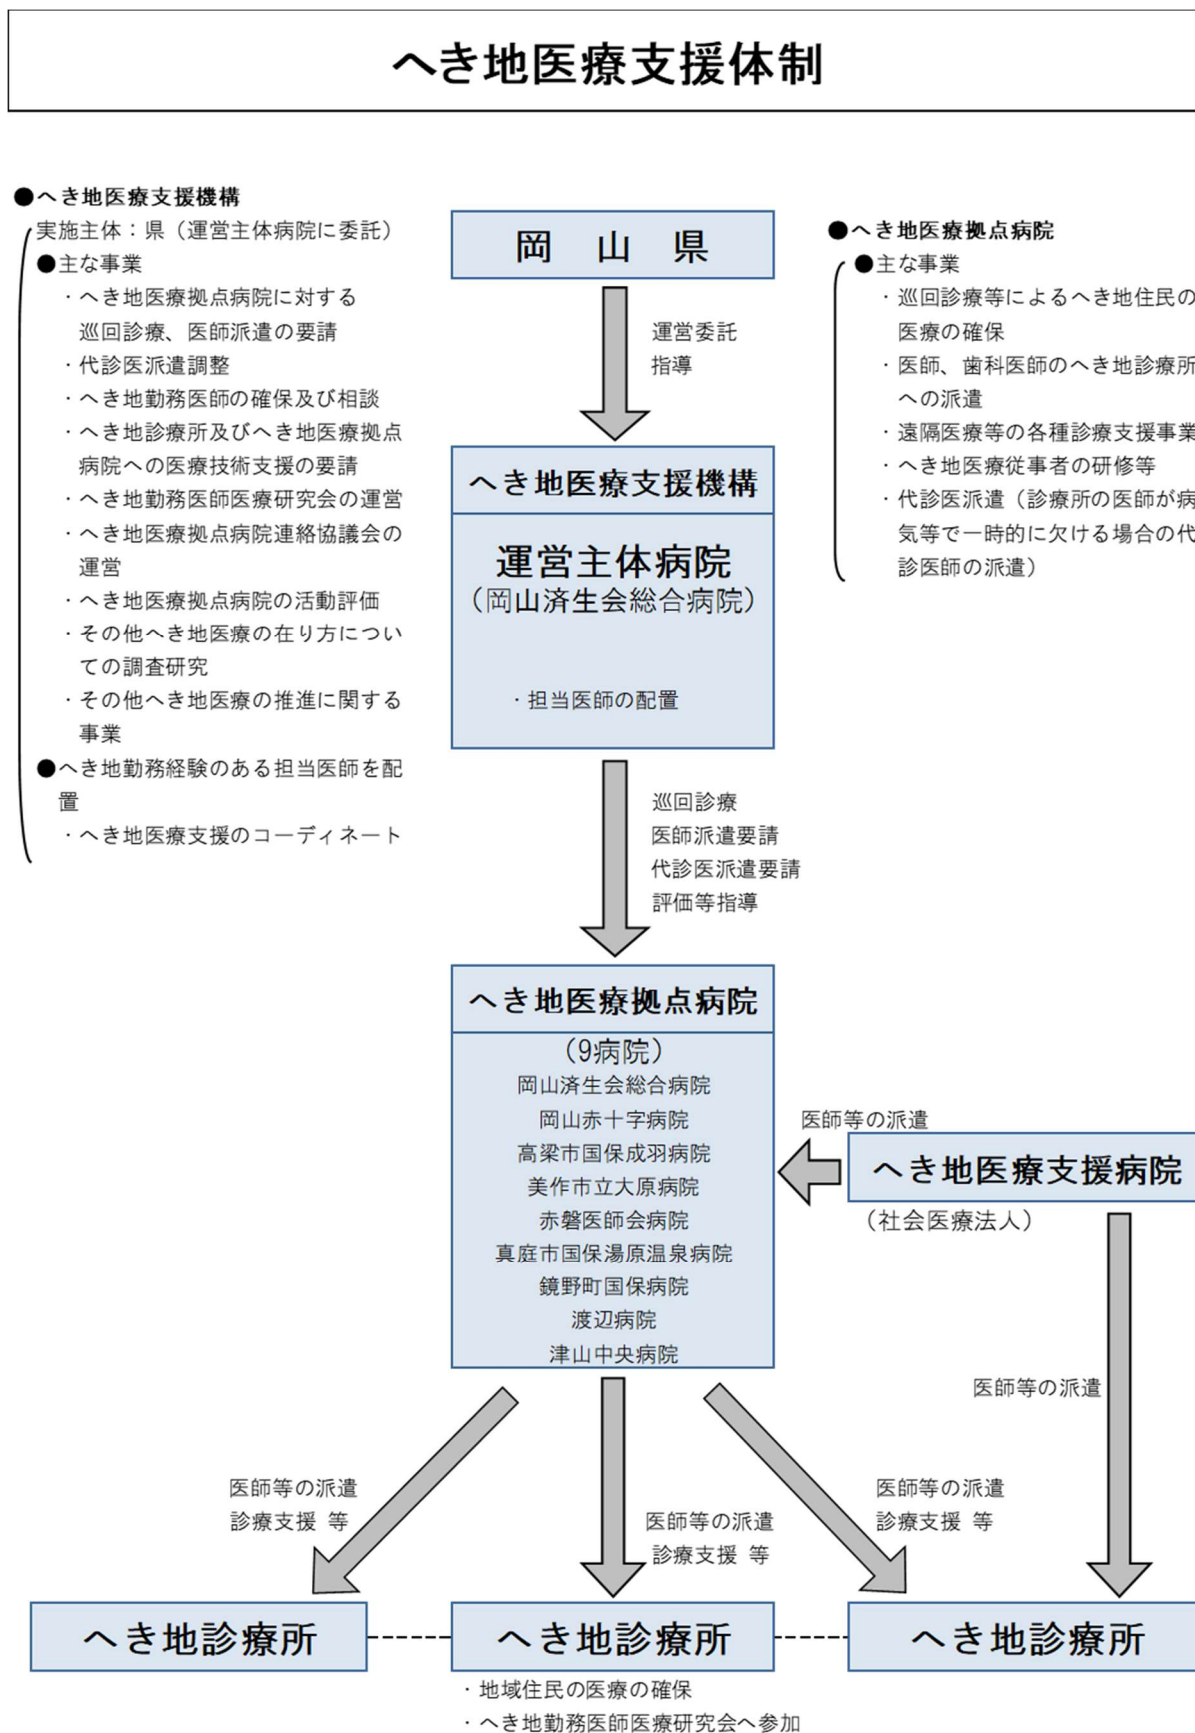 へき地医療支援体制
●へき地医療支援機構
実施主体：県（運営主体病院に委託）
●主な事業
・へき地医療拠点病院に対する
巡回診療、医師派遣の要請
・代診医派遣調整
・へき地勤務医師の確保及び相談
・へき地診療所及びへき地医療拠点
病院への医療技術支援の要請
・へき地勤務医師医療研究会の運営
・へき地医療拠点病院連絡協議会の
運営
・へき地医療拠点病院の活動評価
・その他へき地医療の在り方につい
ての調査研究
・その他へき地医療の推進に関する
事業
●へき地勤務経験のある担当医師を配
置
・へき地医療支援のコーディネート
岡　山　県
運営委託
指導
へき地医療支援機構
運営主体病院
（岡山済生会総合病院）
・担当医師の配置
●へき地医療拠点病院
●主な事業
・巡回診療等によるへき地住民の
医療の確保
・医師、歯科医師のへき地診療所
への派遣
・遠隔医療等の各種診療支援事業
・へき地医療従事者の研修等
・代診医派遣（診療所の医師が病
気等で一時的に欠ける場合の代
診医師の派遣）
巡回診療
医師派遣要請
代診医派遣要請
評価等指導
へき地医療拠点病院
（9病院）
岡山済生会総合病院
岡山赤十字病院
高梁市国保成羽病院
美作市立大原病院
赤磐医師会病院
真庭市国保湯原温泉病院
鏡野町国保病院
渡辺病院
津山中央病院
医師等の派遣
へき地医療支援病院
（社会医療法人）
医師等の派遣
医師等の派遣
診療支援 等
医師等の派遣
診療支援 等
医師等の派遣
診療支援 等
へき地診療所
へき地診療所
へき地診療所
・地域住民の医療の確保
・へき地勤務医師医療研究会へ参加